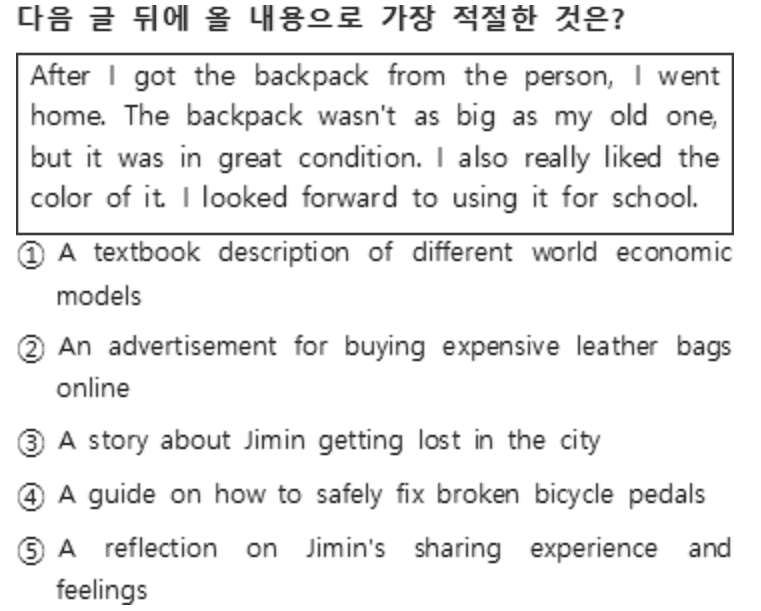 다음 글 뒤에 올 내용으로 가장 적절한 것은?
After I got the backpack from the person, I went
home. The backpack wasn't as big as my old one,
but it was in great condition. I also really liked the
color of it. I looked forward to using it for school.
① A textbook description of different world economic
models
② An advertisement for buying expensive leather bags
online
③ A story about Jimin getting lost in the city
④ A guide on how to safely fix broken bicycle pedals
⑤ A reflection on Jimin's sharing experience and
feelings